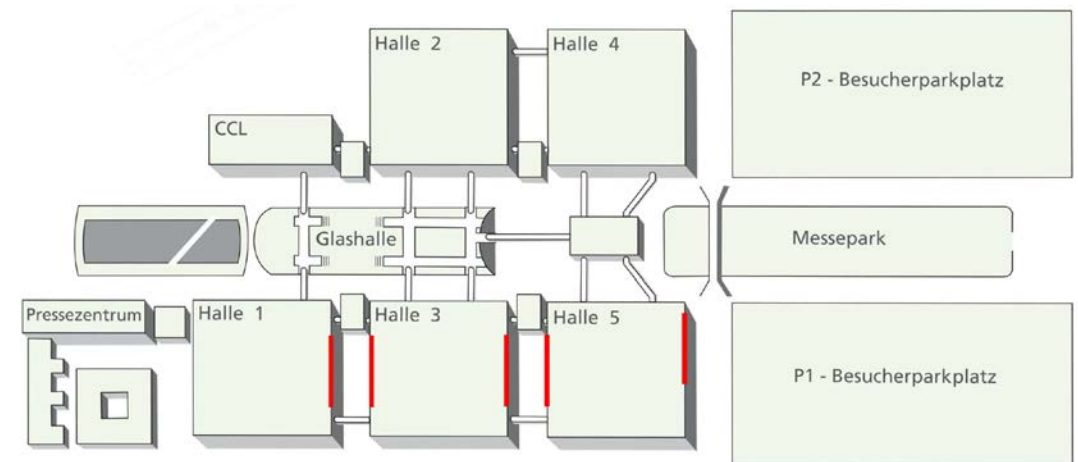 Halle 2
Halle 4
P2 - Besucherparkplatz
CCL
Glashalle
Messepark
Pressezentrum
Halle 1
Halle 3
Halle 5
P1 - Besucherparkplatz